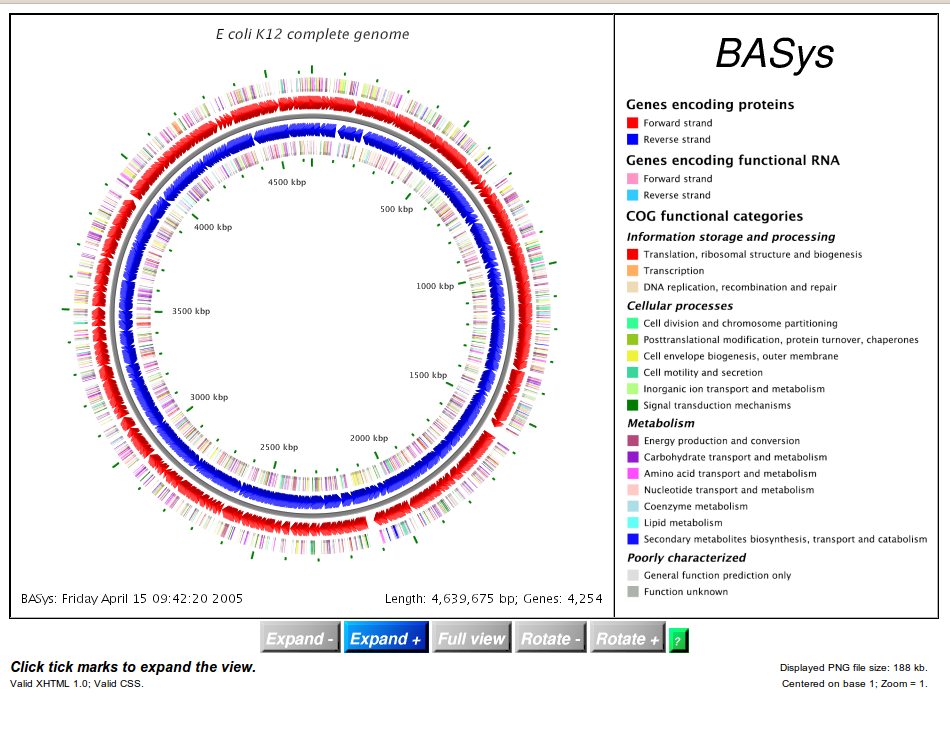 E coli K12 complete genome
4500 kbp
500 kbp
4000 kbp
1000 kbp
3500 kbp
1500 kbp
3000 kbp
2000 kbp
2500 kbp
BASys: Friday April 15 09:42:20 2005
Length: 4,639,675 bp; Genes: 4,254
BASys
Genes encoding proteins
Forward strand
Reverse strand
Genes encoding functional RNA
Forward strand
Reverse strand
COG functional categories
Information storage and processing
Translation, ribosomal structure and biogenesis
Transcription
DNA replication, recombination and repair
Cellular processes
Cell division and chromosome partitioning
Posttranslational modification, protein turnover, chaperones
Cell envelope biogenesis, outer membrane
Cell motility and secretion
Inorganic ion transport and metabolism
Signal transduction mechanisms
Metabolism
Energy production and conversion
Carbohydrate transport and metabolism
Amino acid transport and metabolism
Nucleotide transport and metabolism
Coenzyme metabolism
Lipid metabolism
Secondary metabolites biosynthesis, transport and catabolism
Poorly characterized
General function prediction only
Function unknown
Expand - Expand + Full view Rotate - Rotate + ?
Click tick marks to expand the view.
Displayed PNG file size: 188 kb.
Valid XHTML 1.0; Valid CSS.
Centered on base 1; Zoom = 1.